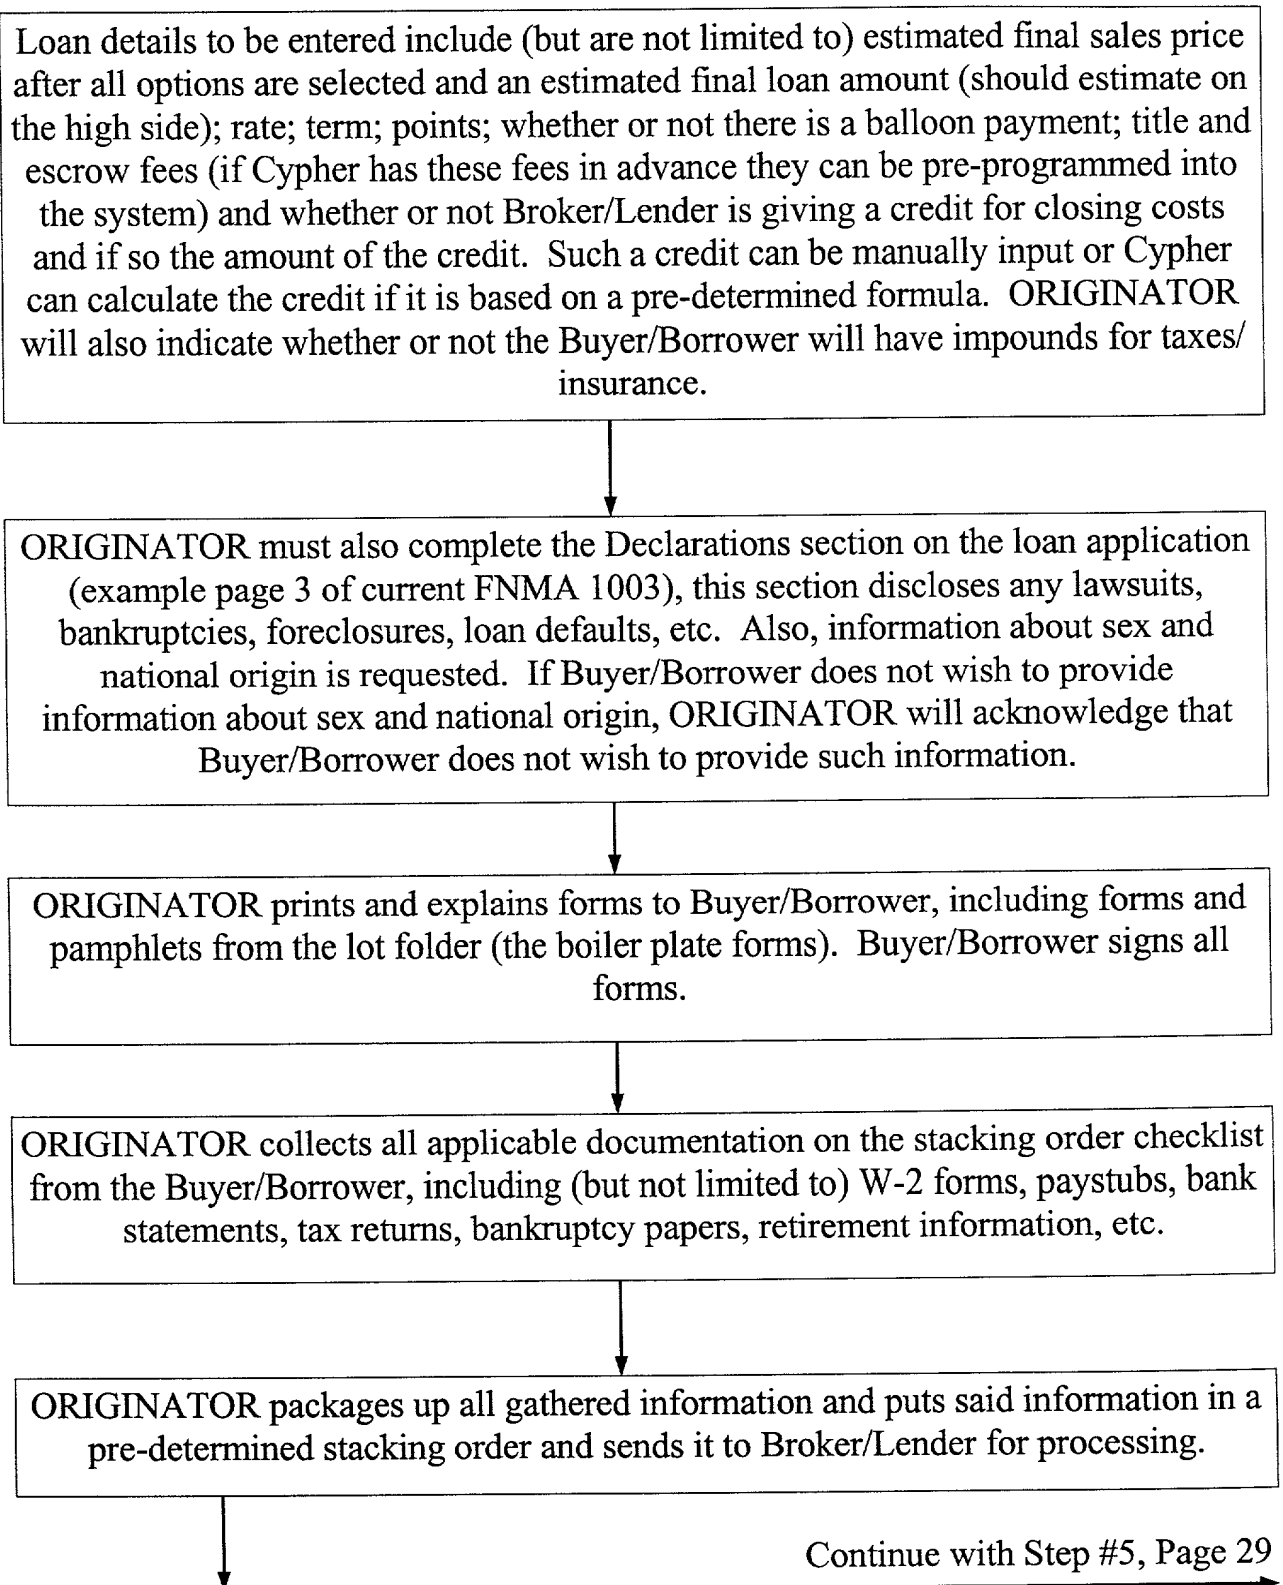 Loan details to be entered include (but are not limited to) estimated final sales price
after all options are selected and an estimated final loan amount (should estimate on
the high side); rate; term; points; whether or not there is a balloon payment; title and
escrow fees (if Cypher has these fees in advance they can be pre-programmed into
the system) and whether or not Broker/Lender is giving a credit for closing costs
and if so the amount of the credit.  Such a credit can be manually input or Cypher
can calculate the credit if it is based on a pre-determined formula.  ORIGINATOR
will also indicate whether or not the Buyer/Borrower will have impounds for taxes/
insurance.
ORIGINATOR must also complete the Declarations section on the loan application
(example page 3 of current FNMA 1003), this section discloses any lawsuits,
bankruptcies, foreclosures, loan defaults, etc.  Also, information about sex and
national origin is requested.  If Buyer/Borrower does not wish to provide
information about sex and national origin, ORIGINATOR will acknowledge that
Buyer/Borrower does not wish to provide such information.
ORIGINATOR prints and explains forms to Buyer/Borrower, including forms and
pamphlets from the lot folder (the boiler plate forms).  Buyer/Borrower signs all
forms.
ORIGINATOR collects all applicable documentation on the stacking order checklist
from the Buyer/Borrower, including (but not limited to) W-2 forms, paystubs, bank
statements, tax returns, bankruptcy papers, retirement information, etc.
ORIGINATOR packages up all gathered information and puts said information in a
pre-determined stacking order and sends it to Broker/Lender for processing.
Continue with Step #5, Page 29